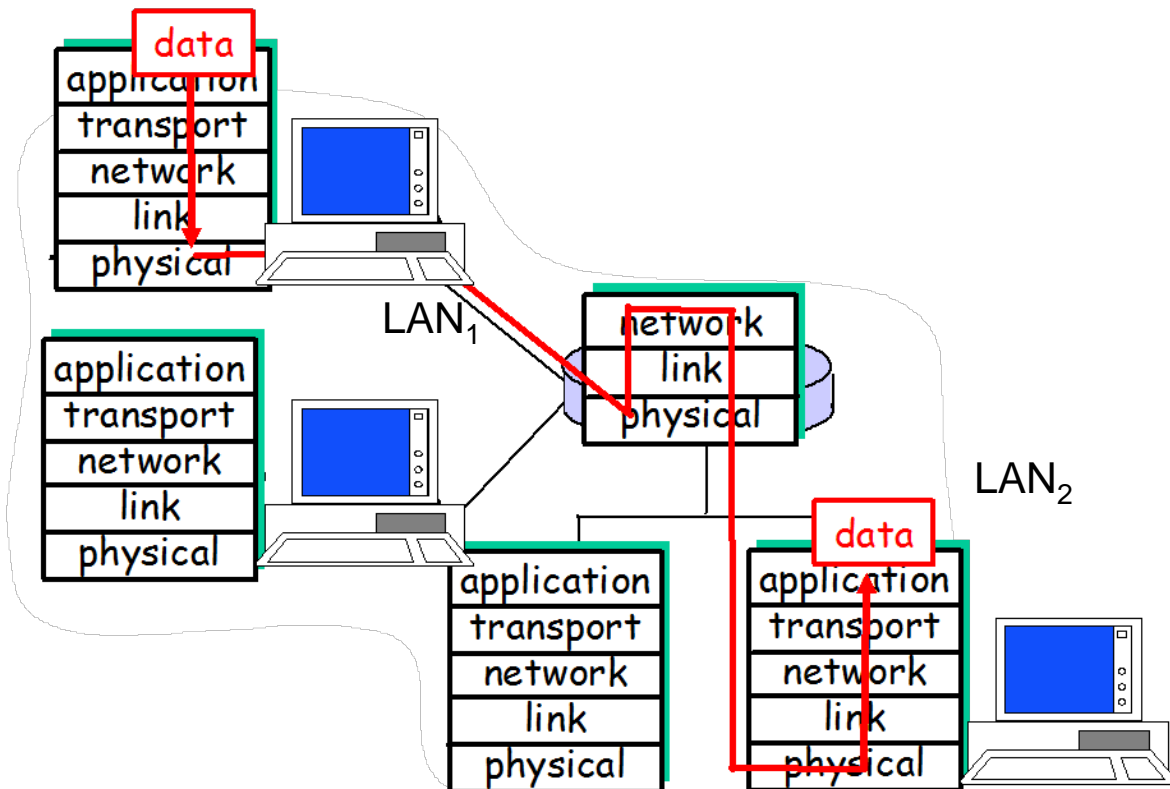 data
application
transport
network
link
physical
LAN₁
network
link
physical
application
transport
network
link
physical
LAN₂
data
application
transport
network
link
physical
application
transport
network
link
physical